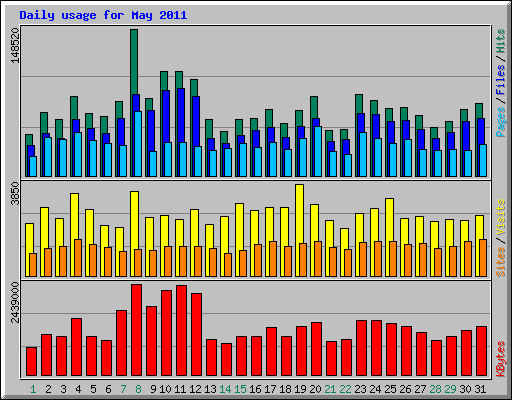 Daily usage for May 2011
148520
Pages / Files / Hits
3850
Sites / Visits
2439000
KBytes
1 2 3 4 5 6 7 8 9 10 11 12 13 14 15 16 17 18 19 20 21 22 23 24 25 26 27 28 29 30 31